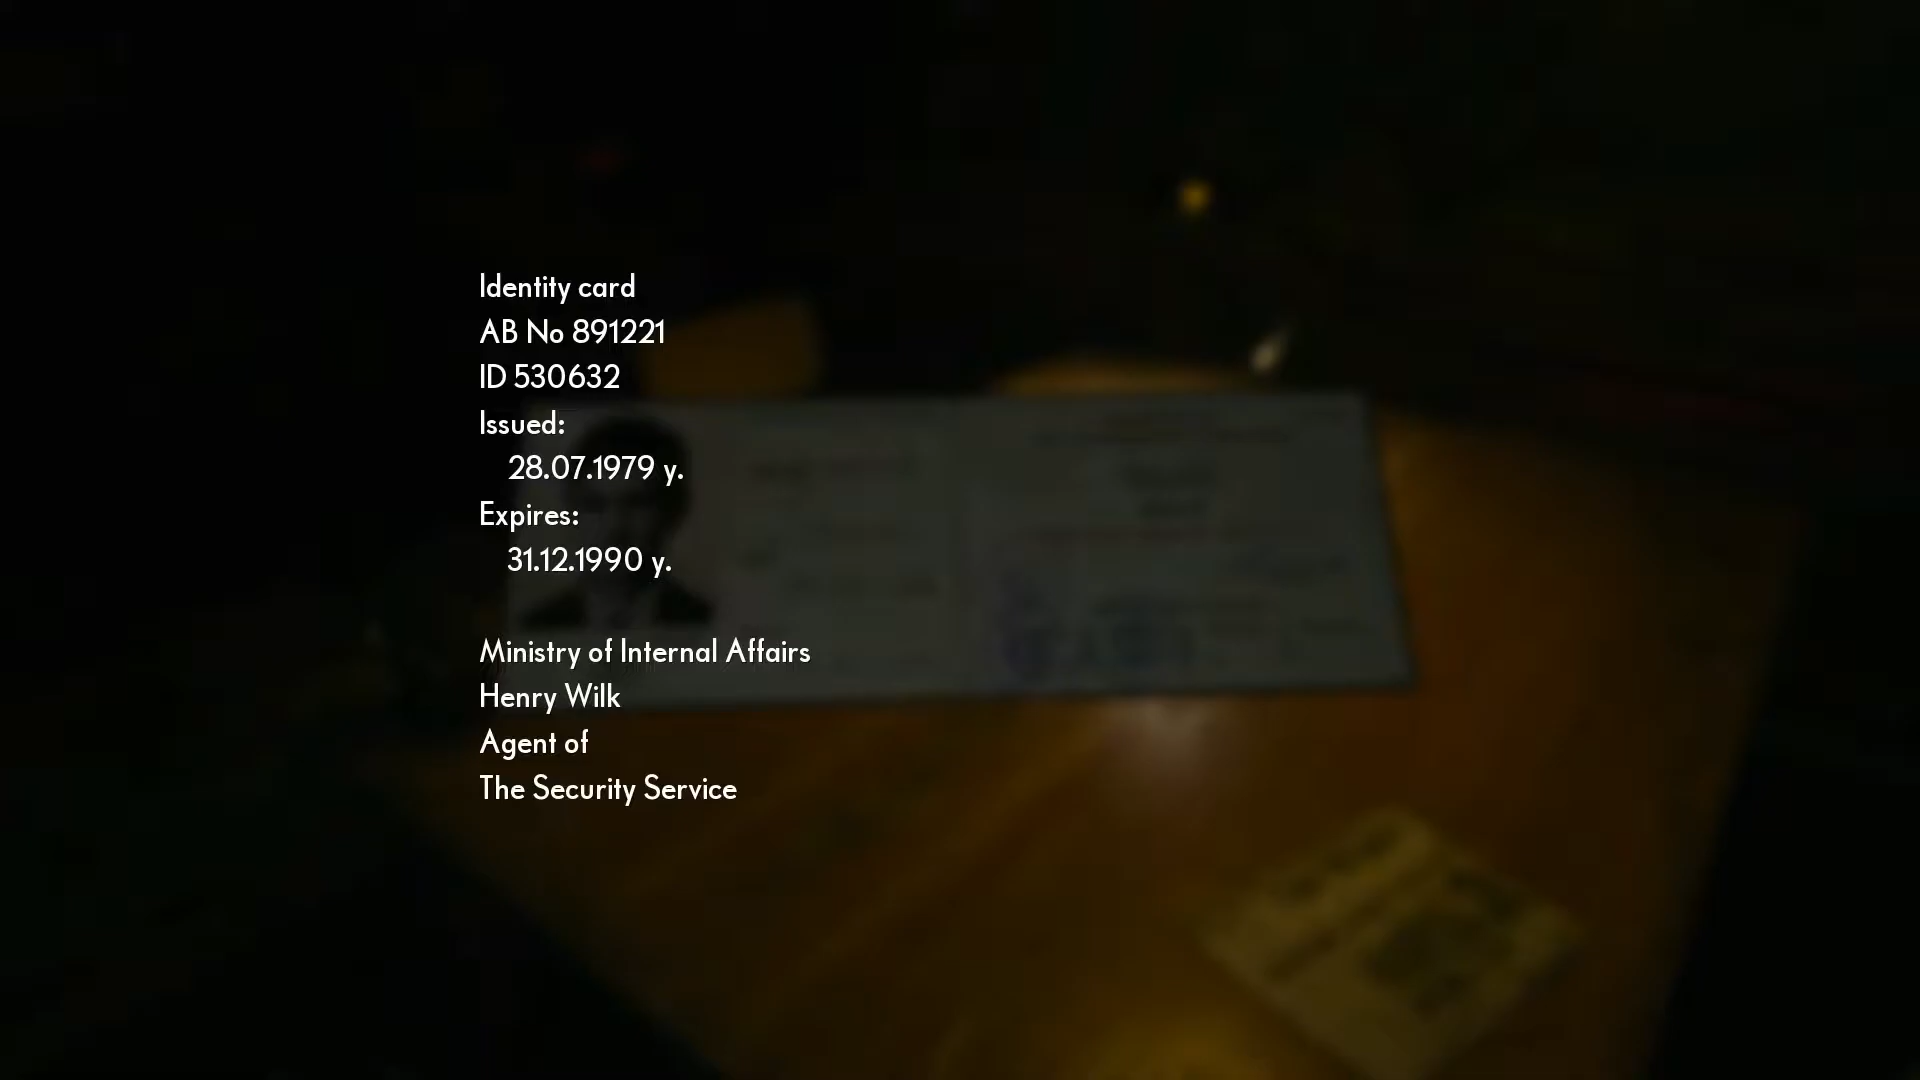 Identity card
AB No 891221
ID 530632
Issued:
28.07.1979 y.
Expires:
31.12.1990 y.
Ministry of Internal Affairs
Henry Wilk
Agent of
The Security Service